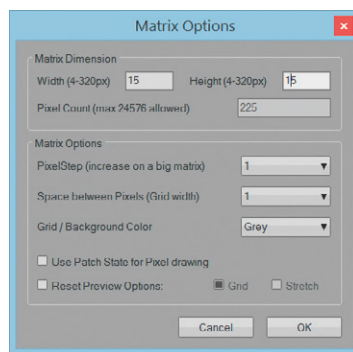 Matrix Options
Matrix Dimension
Width (4-320px) 15 Height (4-320px) 15
Pixel Count (max 24576 allowed) 225
Matrix Options
PixelStep (increase on a big matrix) 1
Space between Pixels (Grid width) 1
Grid / Background Color Grey
Use Patch State for Pixel drawing
Reset Preview Options: Grid Stretch
Cancel OK